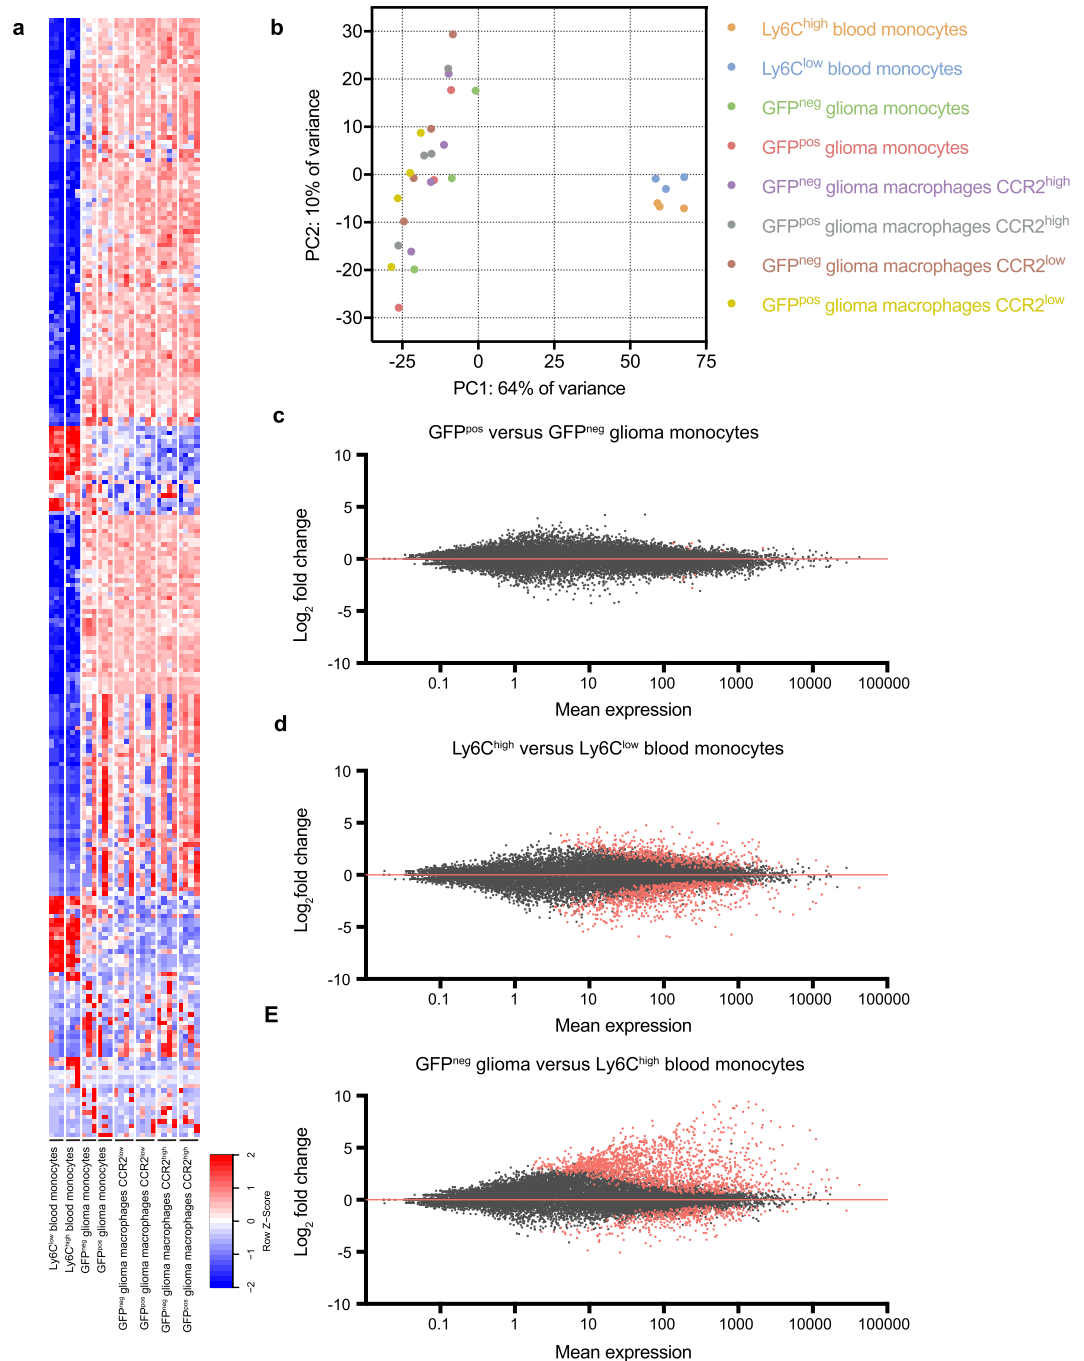 a
b
30
20
10
0
-10
-20
-30
-25
0
25
50
75
PC2: 10% of variance
PC1: 64% of variance
Ly6Chigh blood monocytes
Ly6Clow blood monocytes
GFPneg glioma monocytes
GFPpos glioma monocytes
GFPneg glioma macrophages CCR2high
GFPpos glioma macrophages CCR2high
GFPneg glioma macrophages CCR2low
GFPpos glioma macrophages CCR2low
c
GFPpos versus GFPneg glioma monocytes
10
5
0
-5
-10
Log2 fold change
0.1
1
10
100
1000
10000
100000
Mean expression
d
Ly6Chigh versus Ly6Clow blood monocytes
10
5
0
-5
-10
Log2fold change
0.1
1
10
100
1000
10000
100000
Mean expression
E
GFPneg glioma versus Ly6Chigh blood monocytes
10
5
0
-5
-10
Log2 fold change
0.1
1
10
100
1000
10000
100000
Mean expression
Ly6Clow blood monocytes
Ly6Chigh blood monocytes
GFPneg glioma monocytes
GFPpos glioma monocytes
GFPneg glioma macrophages CCR2low
GFPpos glioma macrophages CCR2low
GFPneg glioma macrophages CCR2high
GFPpos glioma macrophages CCR2high
2
1
0
−1
−2
Row Z-Score